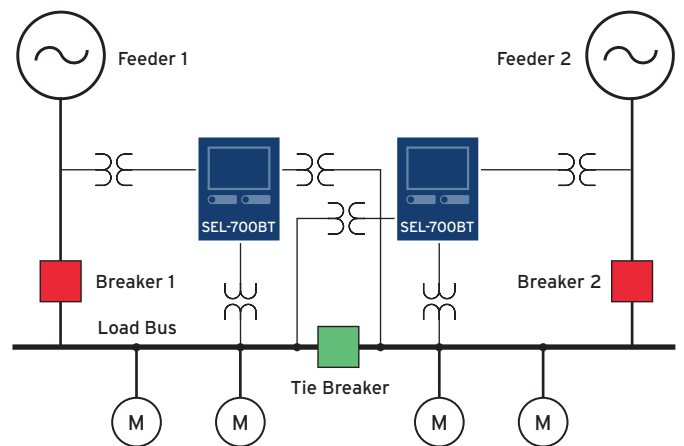 Feeder 1
Feeder 2
SEL-700BT
SEL-700BT
Breaker 1
Breaker 2
Load Bus
Tie Breaker
M
M
M
M